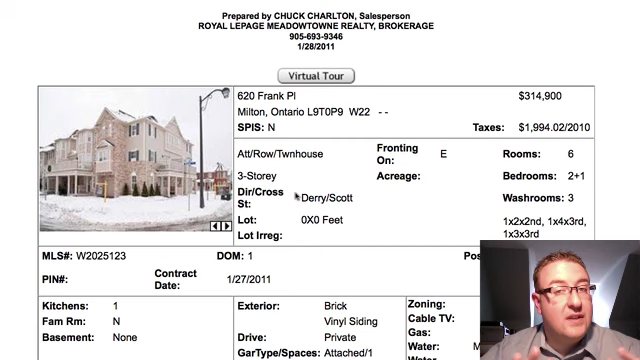 Prepared by CHUCK CHARLTON, Salesperson
ROYAL LEPAGE MEADOWTOWNE REALTY, BROKERAGE
905-693-9346
1/28/2011
Virtual Tour
620 Frank Pl $314,900
Milton, Ontario L9T0P9 W22 - -
SPIS: N Taxes: $1,994.02/2010
Att/Row/Twnhouse Fronting On: E Rooms: 6
3-Storey Acreage: Bedrooms: 2+1
Dir/Cross St: Derry/Scott Washrooms: 3
Lot: 0X0 Feet 1x2x2nd, 1x4x3rd,
Lot Irreg: 1x3x3rd
MLS#: W2025123 DOM: 1
PIN#: Contract Date: 1/27/2011
Kitchens: 1 Exterior: Brick Zoning:
Fam Rm: N Vinyl Siding Cable TV:
Basement: None Drive: Private Gas:
GarType/Spaces: Attached/1 Water: